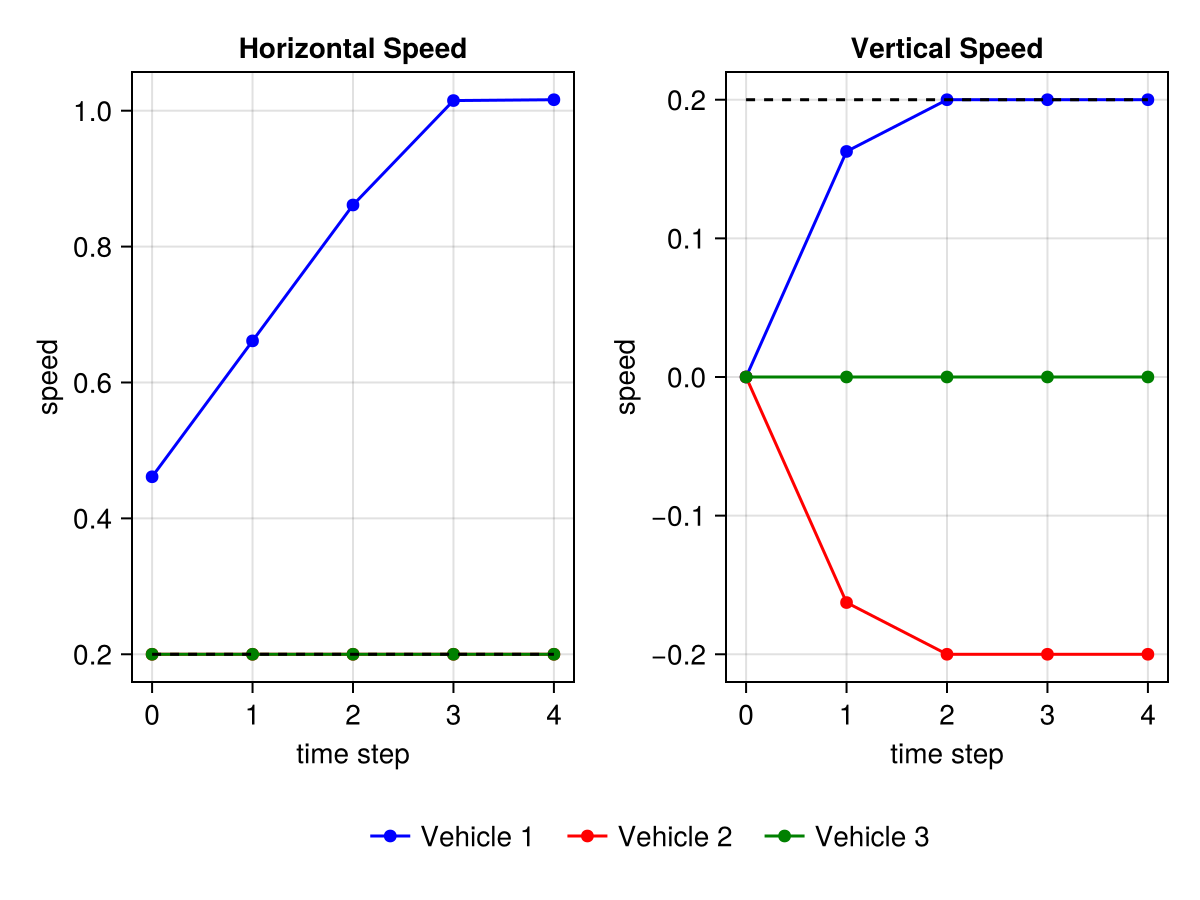 Horizontal Speed
1.0
0.8
0.6
0.4
0.2
speed
0 1 2 3 4
time step
Vertical Speed
0.2
0.1
0.0
−0.1
−0.2
speed
0 1 2 3 4
time step
Vehicle 1 Vehicle 2 Vehicle 3